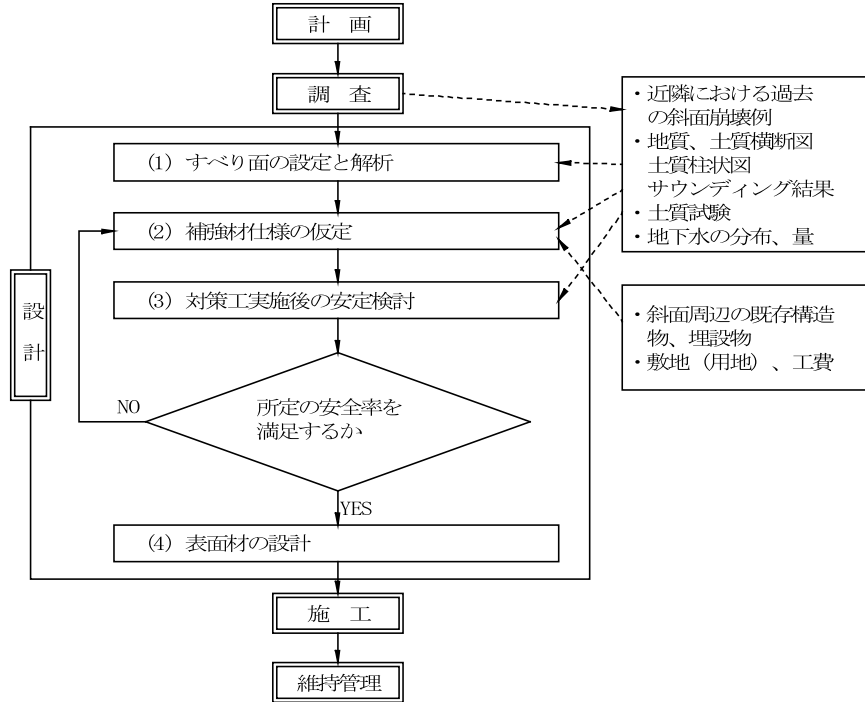 計　画
調　査
・近隣における過去
の斜面崩壊例
・地質、土質横断図
土質柱状図
サウンディング結果
・土質試験
・地下水の分布、量
(1) すべり面の設定と解析
(2) 補強材仕様の仮定
(3) 対策工実施後の安定検討
・斜面周辺の既存構造
物、埋設物
・敷地（用地）、工費
設計
NO
所定の安全率を
満足するか
YES
(4) 表面材の設計
施　工
維持管理